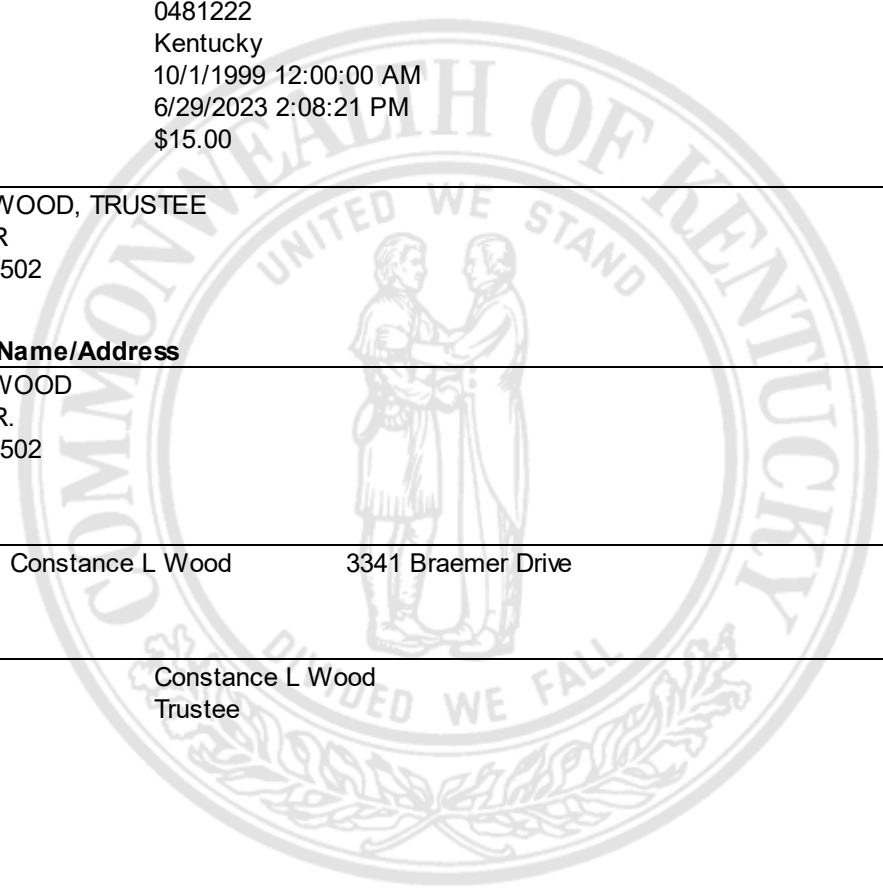 0481222
Kentucky
10/1/1999 12:00:00 AM
6/29/2023 2:08:21 PM
$15.00
WOOD, TRUSTEE
R
502
Name/Address
WOOD
R.
502
Constance L Wood 3341 Braemer Drive
Constance L Wood
Trustee
COMMONWEALTH OF KENTUCKY
UNITED WE STAND
DIVIDED WE FALL